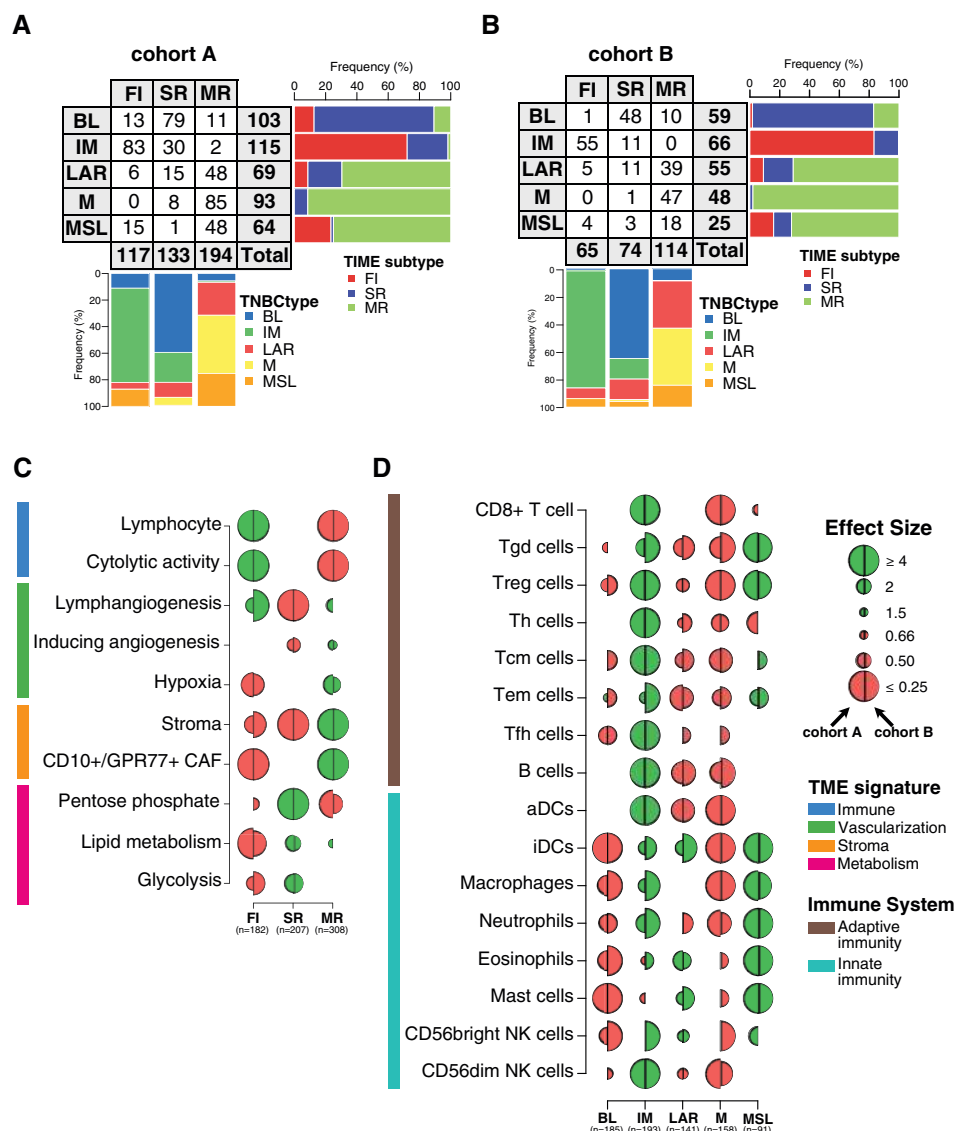 A
cohort A
Frequency (%)
0 20 40 60 80 100
FI SR MR
BL 13 79 11 103
IM 83 30 2 115
LAR 6 15 48 69
M 0 8 85 93
MSL 15 1 48 64
117 133 194 Total
TIME subtype
FI
SR
MR
Frequency (%)
0
20
40
60
80
100
TNBCtype
BL
IM
LAR
M
MSL
B
cohort B
Frequency (%)
0 20 40 60 80 100
FI SR MR
BL 1 48 10 59
IM 55 11 0 66
LAR 5 11 39 55
M 0 1 47 48
MSL 4 3 18 25
65 74 114 Total
TIME subtype
FI
SR
MR
Frequency (%)
0
20
40
60
80
100
TNBCtype
BL
IM
LAR
M
MSL
C
Lymphocyte
Cytolytic activity
Lymphangiogenesis
Inducing angiogenesis
Hypoxia
Stroma
CD10+/GPR77+ CAF
Pentose phosphate
Lipid metabolism
Glycolysis
FI SR MR
(n=182) (n=207) (n=308)
D
CD8+ T cell
Tgd cells
Treg cells
Th cells
Tcm cells
Tem cells
Tfh cells
B cells
aDCs
iDCs
Macrophages
Neutrophils
Eosinophils
Mast cells
CD56bright NK cells
CD56dim NK cells
BL IM LAR M MSL
(n=185) (n=193) (n=141) (n=158) (n=91)
Effect Size
≥ 4
2
1.5
0.66
0.50
≤ 0.25
cohort A cohort B
TME signature
Immune
Vascularization
Stroma
Metabolism
Immune System
Adaptive
immunity
Innate
immunity